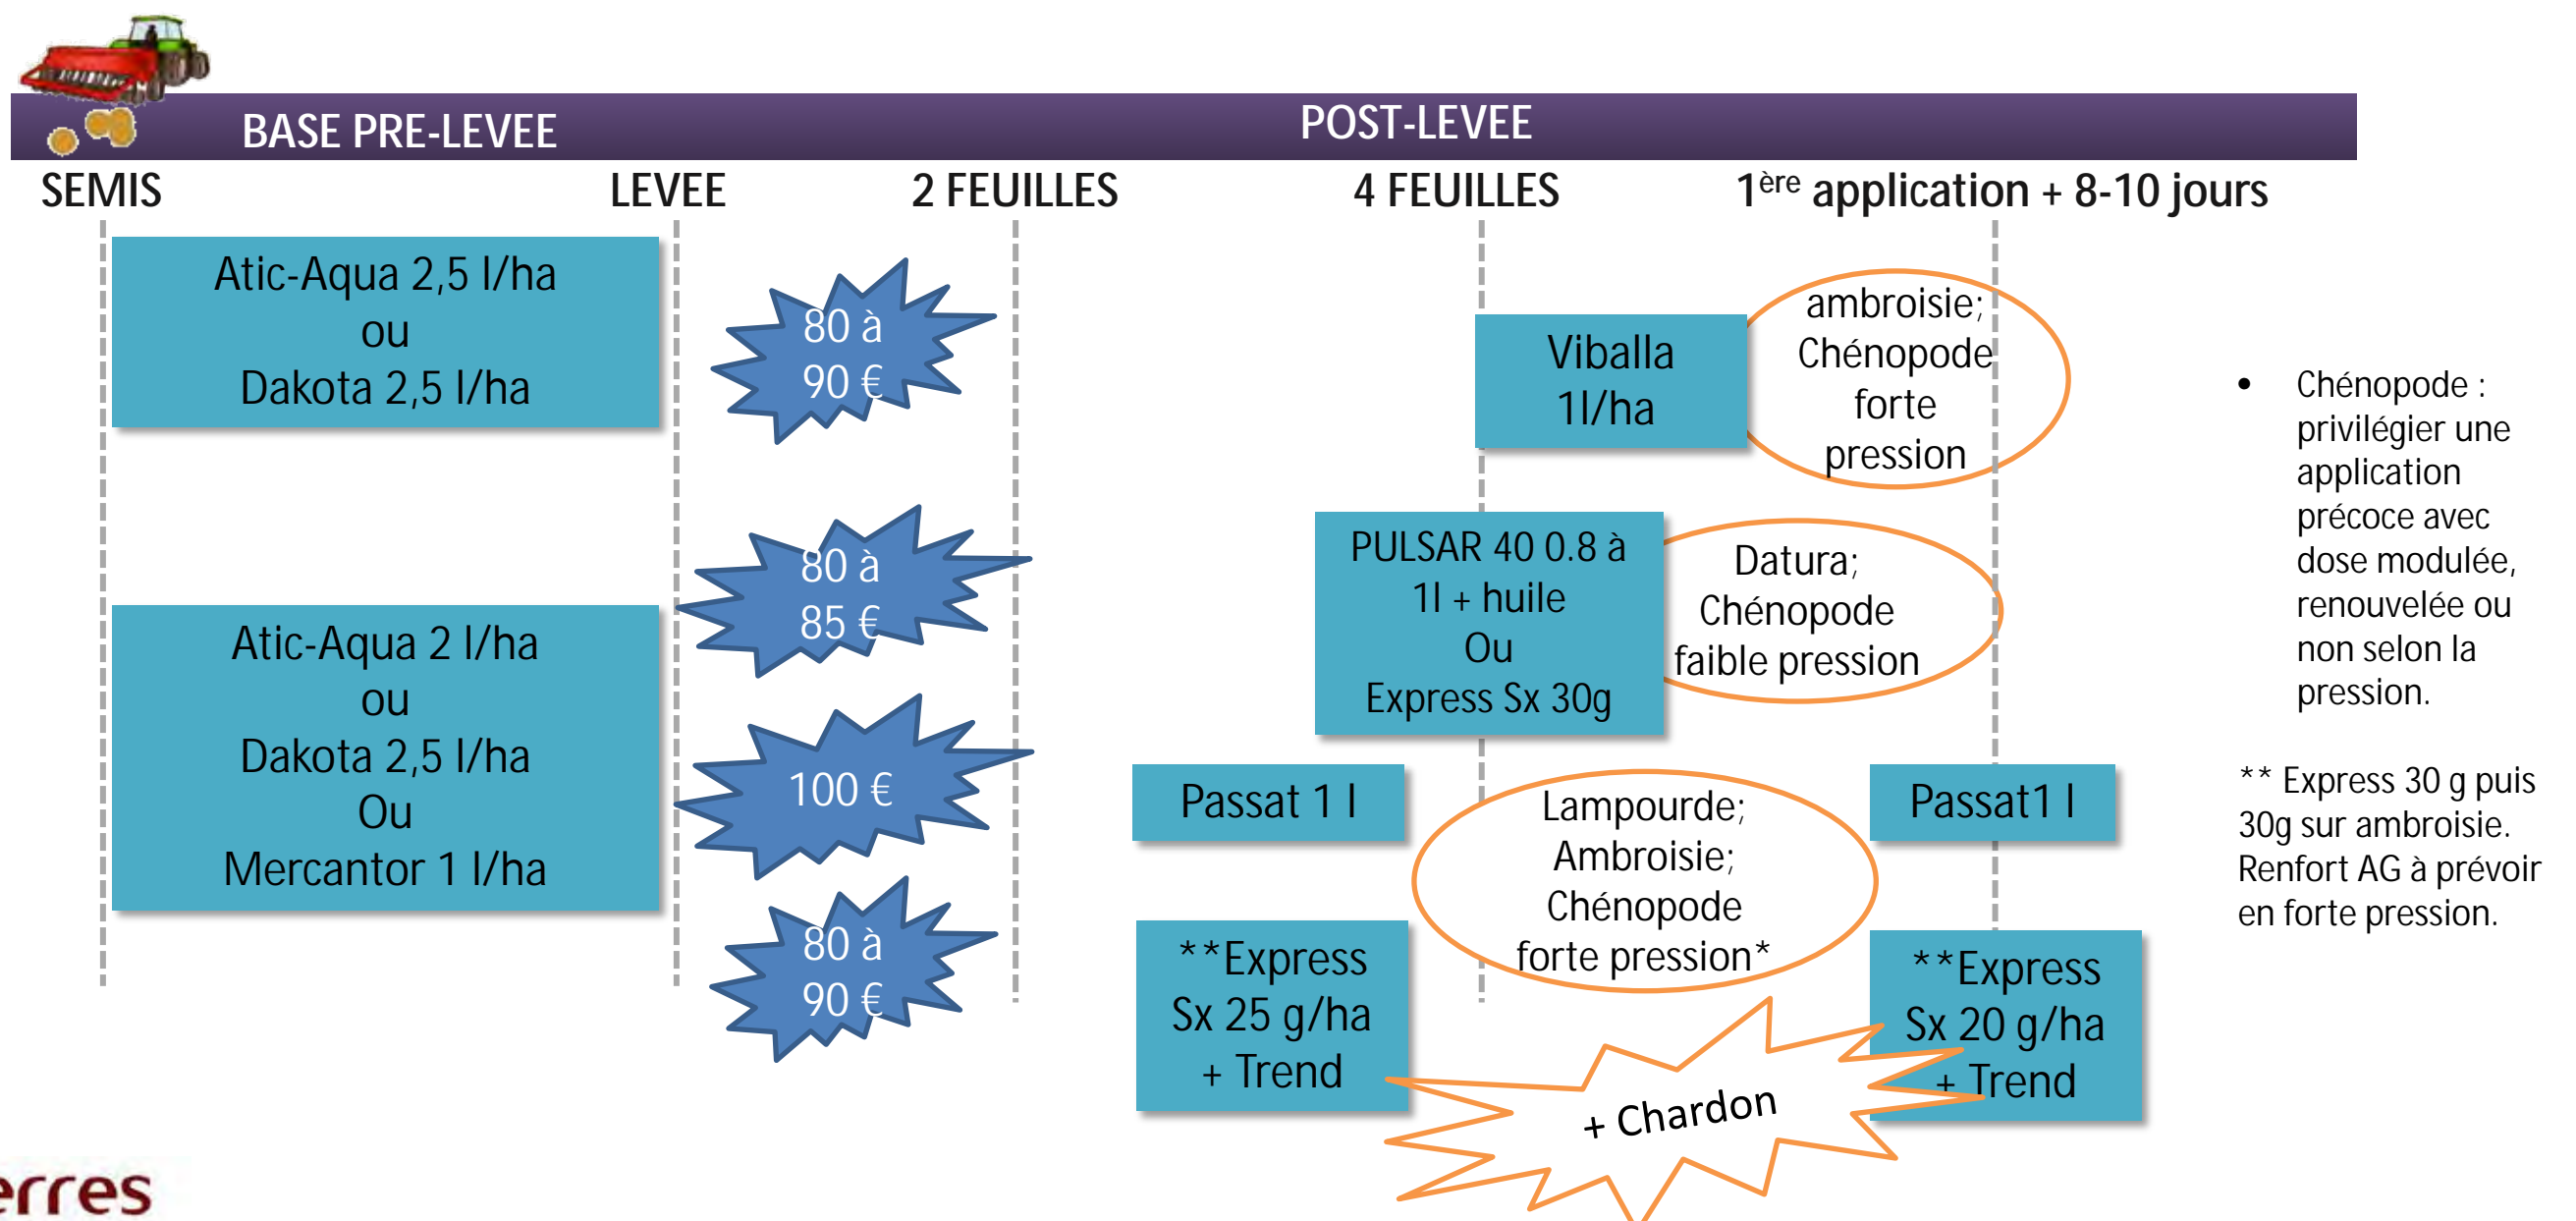 BASE PRE-LEVEE
POST-LEVEE
SEMIS
LEVEE
2 FEUILLES
4 FEUILLES
1ère application + 8-10 jours
Atic-Aqua 2,5 l/ha
ou
Dakota 2,5 l/ha
80 à
90 €
Viballa
1l/ha
ambroisie;
Chénopode
forte
pression
Atic-Aqua 2 l/ha
ou
Dakota 2,5 l/ha
Ou
Mercantor 1 l/ha
80 à
85 €
100 €
80 à
90 €
PULSAR 40 0.8 à
1l + huile
Ou
Express Sx 30g
Datura;
Chénopode
faible pression
Passat 1 l
Lampourde;
Ambroisie;
Chénopode
forte pression*
Passat1 l
**Express
Sx 25 g/ha
+ Trend
+ Chardon
**Express
Sx 20 g/ha
+ Trend
• Chénopode :
privilégier une
application
précoce avec
dose modulée,
renouvelée ou
non selon la
pression.
** Express 30 g puis
30g sur ambroisie.
Renfort AG à prévoir
en forte pression.
erres